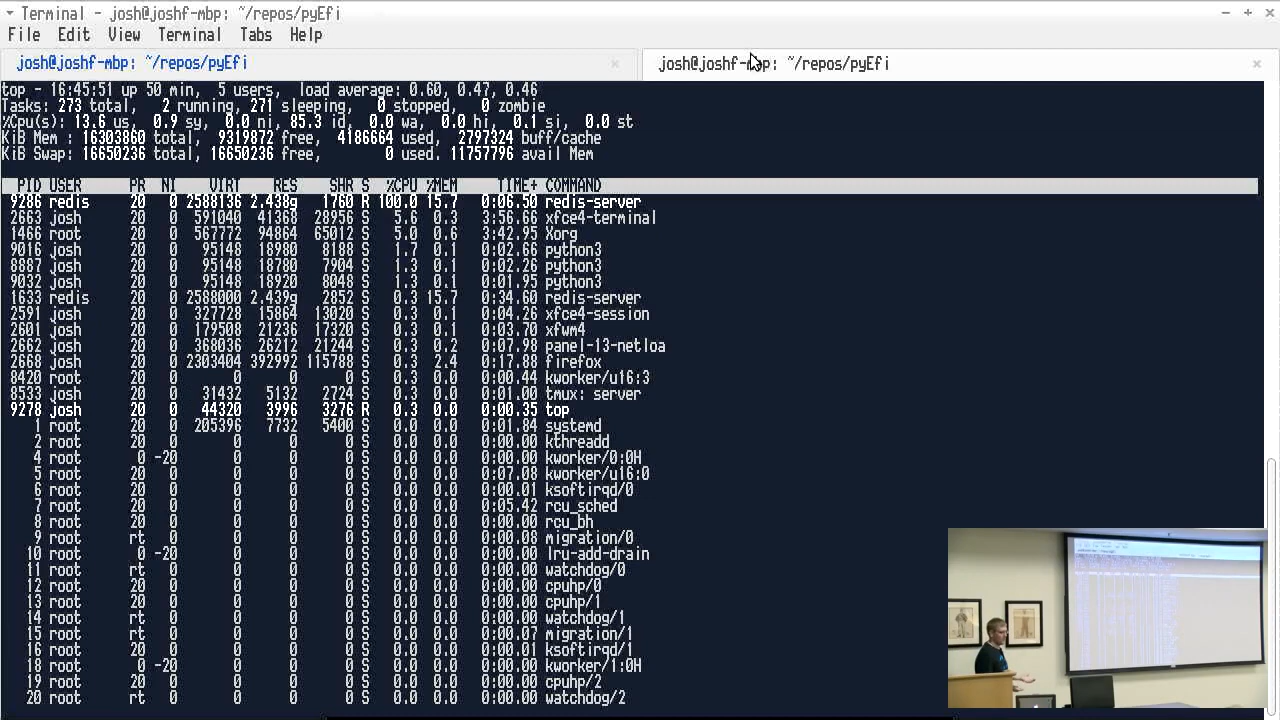 Terminal - josh@joshf-mbp: ~/repos/pyEfi
File Edit View Terminal Tabs Help
josh@joshf-mbp: ~/repos/pyEfi josh@joshf-mbp: ~/repos/pyEfi
top - 16:45:51 up 50 min, 5 users, load average: 0.60, 0.47, 0.46
Tasks: 273 total, 2 running, 271 sleeping, 0 stopped, 0 zombie
%Cpu(s): 13.6 us, 0.9 sy, 0.0 ni, 85.3 id, 0.0 wa, 0.0 hi, 0.1 si, 0.0 st
KiB Mem : 16303860 total, 9319872 free, 4186664 used, 2797324 buff/cache
KiB Swap: 16650236 total, 16650236 free, 0 used. 11757796 avail Mem
PID USER PR NI VIRT RES SHR S %CPU %MEM TIME+ COMMAND
9286 redis 20 0 2588136 2.438g 1760 R 100.0 15.7 0:06.50 redis-server
2663 josh 20 0 591040 41368 28956 S 5.6 0.3 3:56.66 xfce4-terminal
1466 root 20 0 567772 94864 65012 S 5.0 0.6 3:42.95 Xorg
9016 josh 20 0 95148 18980 8188 S 1.7 0.1 0:02.66 python3
8887 josh 20 0 95148 18780 7904 S 1.3 0.1 0:02.26 python3
9032 josh 20 0 95148 18920 8048 S 1.3 0.1 0:01.95 python3
1633 redis 20 0 2588000 2.439g 2852 S 0.3 15.7 0:34.60 redis-server
2591 josh 20 0 327728 15864 13020 S 0.3 0.1 0:04.26 xfce4-session
2601 josh 20 0 179508 21236 17320 S 0.3 0.1 0:03.70 xfwm4
2662 josh 20 0 368036 26212 21244 S 0.3 0.2 0:07.98 panel-13-netloa
2668 josh 20 0 2303404 392992 115788 S 0.3 2.4 0:17.88 firefox
8420 root 20 0 0 0 0 S 0.3 0.0 0:00.44 kworker/u16:3
8533 josh 20 0 31432 5132 2724 S 0.3 0.0 0:01.00 tmux: server
9278 josh 20 0 44320 3996 3276 R 0.3 0.0 0:00.35 top
1 root 20 0 205396 7732 5400 S 0.0 0.0 0:01.84 systemd
2 root 20 0 0 0 0 S 0.0 0.0 0:00.00 kthreadd
4 root 0 -20 0 0 0 S 0.0 0.0 0:00.00 kworker/0:0H
5 root 20 0 0 0 0 S 0.0 0.0 0:07.08 kworker/u16:0
6 root 20 0 0 0 0 S 0.0 0.0 0:00.01 ksoftirqd/0
7 root 20 0 0 0 0 S 0.0 0.0 0:05.42 rcu_sched
8 root 20 0 0 0 0 S 0.0 0.0 0:00.00 rcu_bh
9 root rt 0 0 0 0 S 0.0 0.0 0:00.08 migration/0
10 root 0 -20 0 0 0 S 0.0 0.0 0:00.00 lru-add-drain
11 root rt 0 0 0 0 S 0.0 0.0 0:00.00 watchdog/0
12 root 20 0 0 0 0 S 0.0 0.0 0:00.00 cpuhp/0
13 root 20 0 0 0 0 S 0.0 0.0 0:00.00 cpuhp/1
14 root rt 0 0 0 0 S 0.0 0.0 0:00.00 watchdog/1
15 root rt 0 0 0 0 S 0.0 0.0 0:00.07 migration/1
16 root 20 0 0 0 0 S 0.0 0.0 0:00.01 ksoftirqd/1
18 root 0 -20 0 0 0 S 0.0 0.0 0:00.00 kworker/1:0H
19 root 20 0 0 0 0 S 0.0 0.0 0:00.00 cpuhp/2
20 root rt 0 0 0 0 S 0.0 0.0 0:00.00 watchdog/2